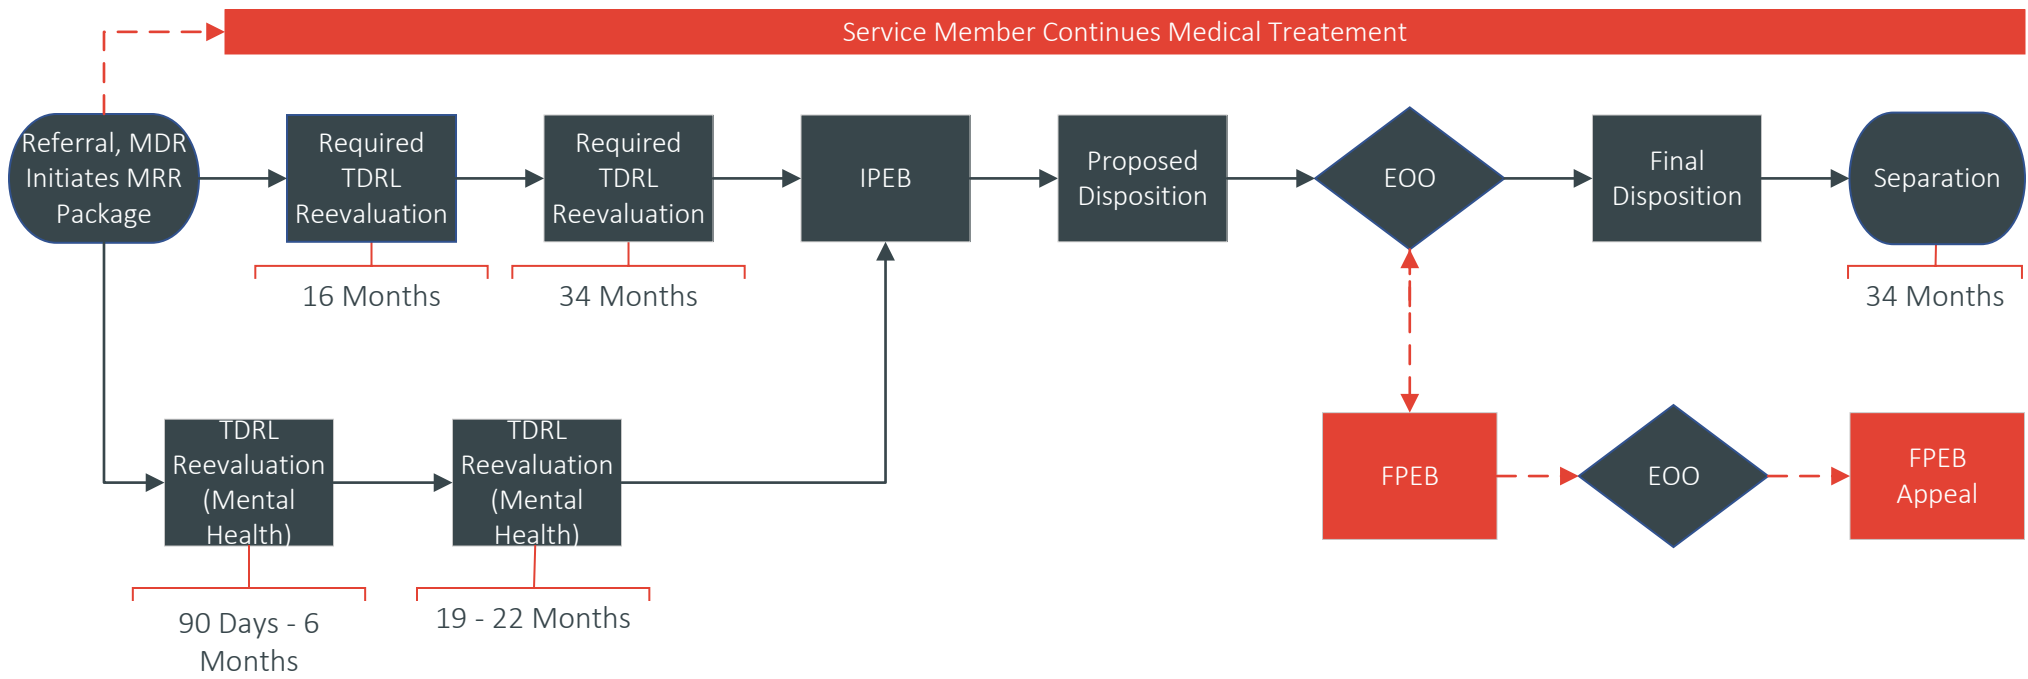 Service Member Continues Medical Treatement
Referral, MDR
Initiates MRR
Package
Required
TDRL
Reevaluation
Required
TDRL
Reevaluation
IPEB
Proposed
Disposition
EOO
Final
Disposition
Separation
16 Months
34 Months
34 Months
TDRL
Reevaluation
(Mental
Health)
TDRL
Reevaluation
(Mental
Health)
FPEB
EOO
FPEB
Appeal
90 Days - 6
Months
19 - 22 Months